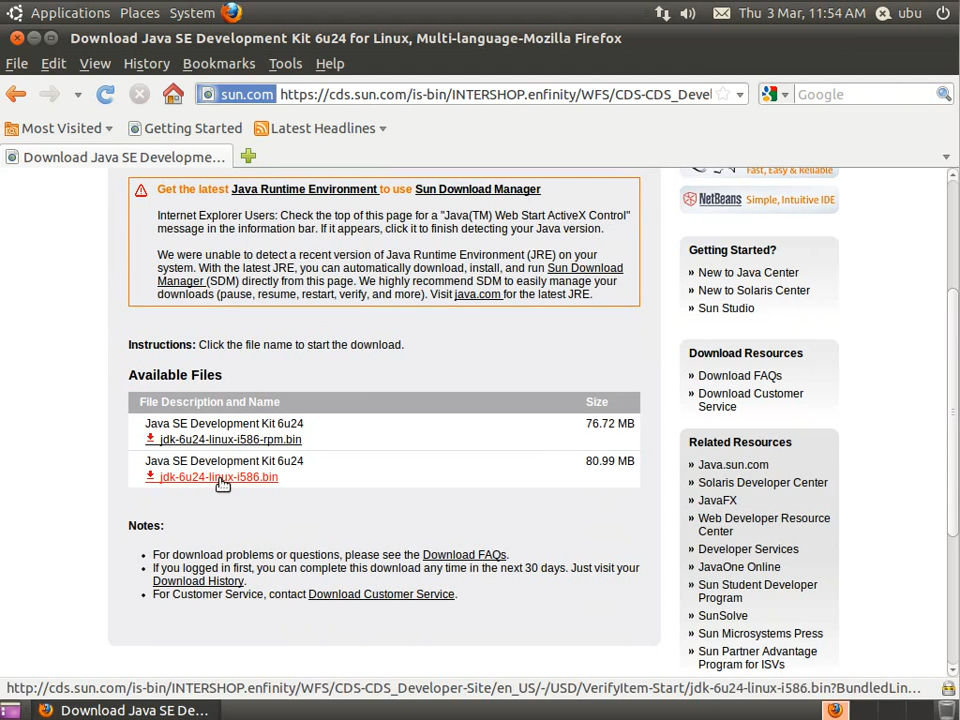 Applications Places System Thu 3 Mar, 11:54 AM ubu
Download Java SE Development Kit 6u24 for Linux, Multi-language-Mozilla Firefox
File Edit View History Bookmarks Tools Help
sun.com https://cds.sun.com/is-bin/INTERSHOP.enfinity/WFS/CDS-CDS_Devel Google
Most Visited Getting Started Latest Headlines
Download Java SE Developme...
Get the latest Java Runtime Environment to use Sun Download Manager
Internet Explorer Users: Check the top of this page for a "Java(TM) Web Start ActiveX Control"
message in the information bar. If it appears, click it to finish detecting your Java version.
We were unable to detect a recent version of Java Runtime Environment (JRE) on your
system. With the latest JRE, you can automatically download, install, and run Sun Download
Manager (SDM) directly from this page. We highly recommend SDM to easily manage your
downloads (pause, resume, restart, verify, and more). Visit java.com for the latest JRE.
Instructions: Click the file name to start the download.
Available Files
File Description and Name Size
Java SE Development Kit 6u24 76.72 MB
jdk-6u24-linux-i586-rpm.bin
Java SE Development Kit 6u24 80.99 MB
jdk-6u24-linux-i586.bin
Notes:
• For download problems or questions, please see the Download FAQs.
• If you logged in first, you can complete this download any time in the next 30 days. Just visit your
Download History.
• For Customer Service, contact Download Customer Service.
Fast, Easy & Reliable
NetBeans Simple, Intuitive IDE
Getting Started?
» New to Java Center
» New to Solaris Center
» Sun Studio
Download Resources
» Download FAQs
» Download Customer
Service
Related Resources
» Java.sun.com
» Solaris Developer Center
» JavaFX
» Web Developer Resource
Center
» Developer Services
» JavaOne Online
» Sun Student Developer
Program
» SunSolve
» Sun Microsystems Press
» Sun Partner Advantage
Program for ISVs
http://cds.sun.com/is-bin/INTERSHOP.enfinity/WFS/CDS-CDS_Developer-Site/en_US/-/USD/VerifyItem-Start/jdk-6u24-linux-i586.bin?BundledLin...
Download Java SE De...